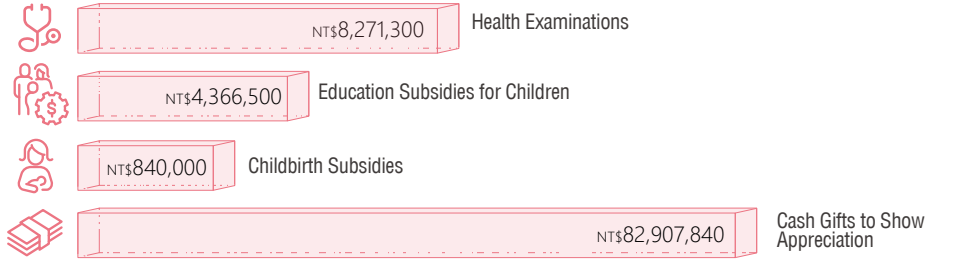 NT$8,271,300 Health Examinations
NT$4,366,500 Education Subsidies for Children
NT$840,000 Childbirth Subsidies
NT$82,907,840 Cash Gifts to Show
Appreciation